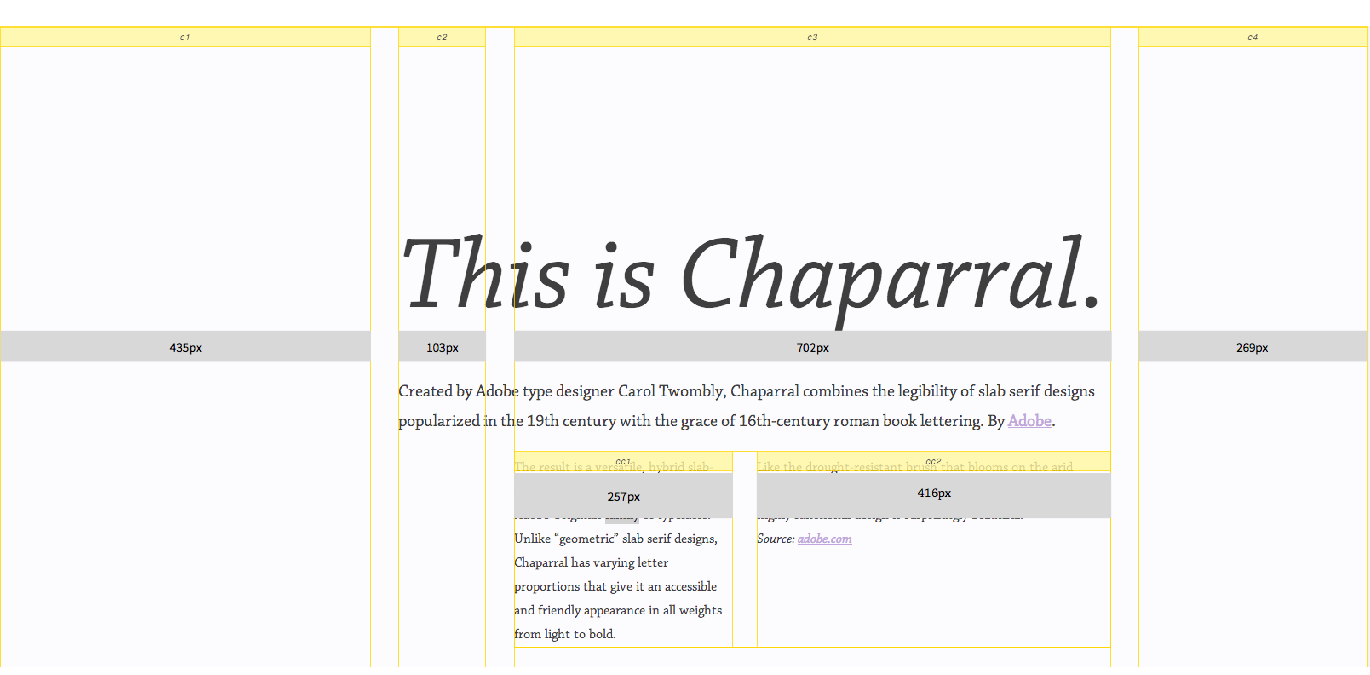 c1 c2 c3 c4
This is Chaparral.
435px 103px 702px 269px
Created by Adobe type designer Carol Twombly, Chaparral combines the legibility of slab serif designs
popularized in the 19th century with the grace of 16th-century roman book lettering. By Adobe.
cc1 cc2
The result is a versatile, hybrid slab-
Like the drought-resistant brush that blooms on the arid
257px 416px
Unlike “geometric” slab serif designs,
Chaparral has varying letter
proportions that give it an accessible
and friendly appearance in all weights
from light to bold.
Source: adobe.com